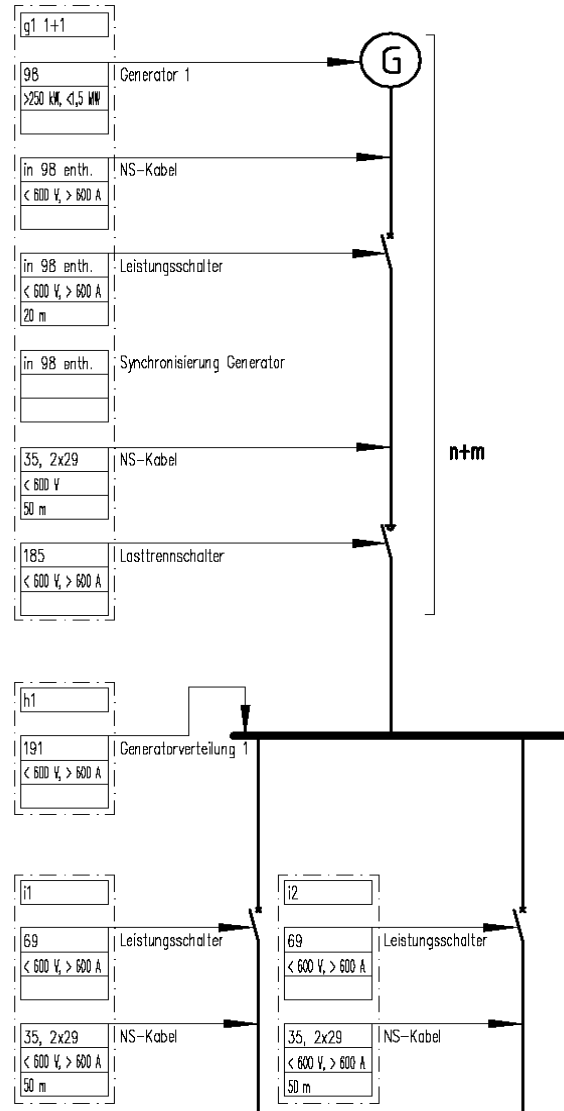 g1 1+1
G
98
Generator 1
>250 kW, <1,5 MW
in 98 enth.
NS-Kabel
< 600 V, > 600 A
in 98 enth.
Leistungsschalter
< 600 V, > 600 A
20 m
in 98 enth.
Synchronisierung Generator
n+m
35, 2x29
NS-Kabel
< 600 V
50 m
185
Lasttrennschalter
< 600 V, > 600 A
h1
191
Generatorverteilung 1
< 600 V, > 600 A
i1
69
Leistungsschalter
< 600 V, > 600 A
35, 2x29
NS-Kabel
< 600 V, > 600 A
50 m
i2
69
Leistungsschalter
< 600 V, > 600 A
35, 2x29
NS-Kabel
< 600 V, > 600 A
50 m